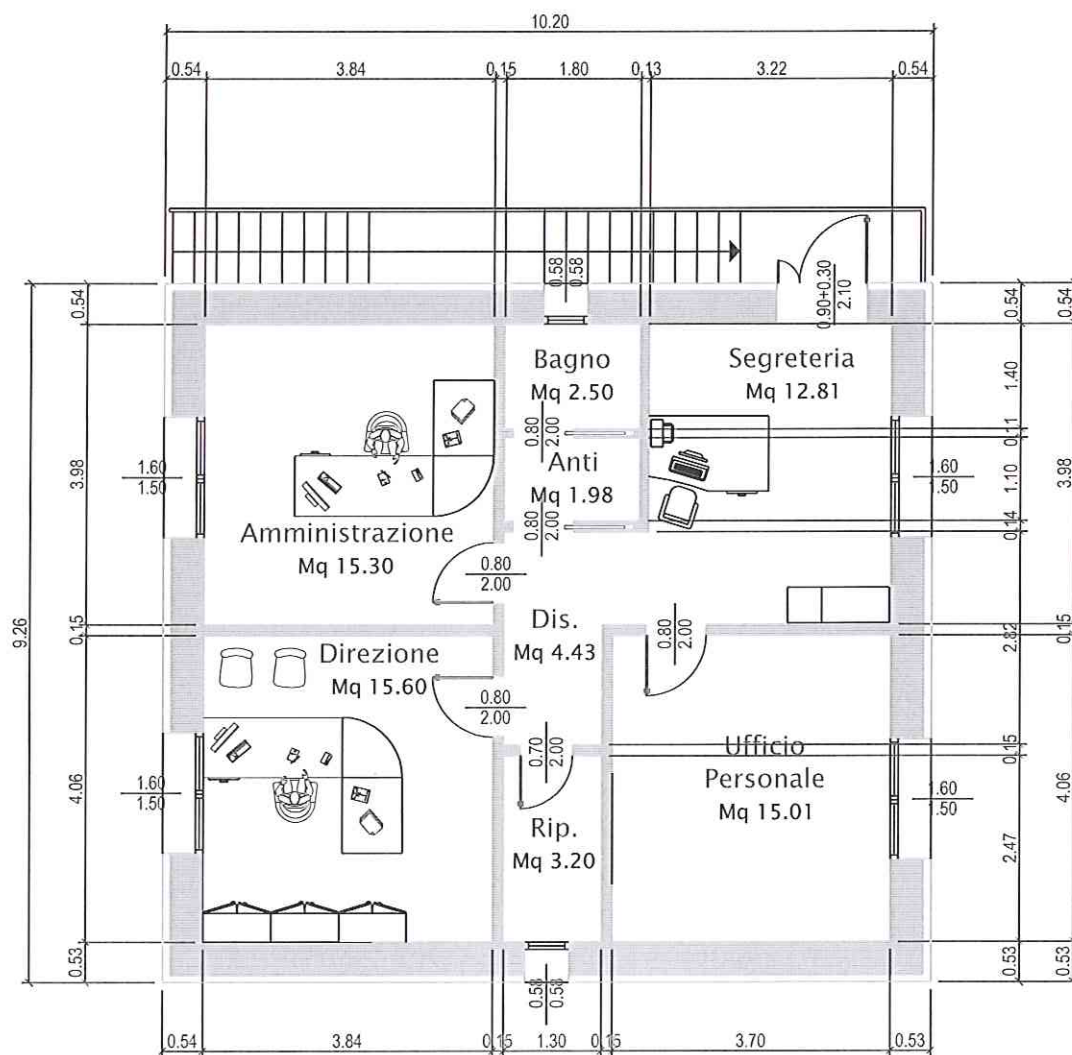 10.20
0.54 3.84 0.15 1.80 0.13 3.22 0.54
0.58
0.58
0.90+0.30
2.10
0.54
0.54
0.54
Bagno
Mq 2.50
Segreteria
Mq 12.81
1.40
0.80
2.00
0.11
Anti
Mq 1.98
1.60
1.50
1.60
1.50
3.98
1.10
3.98
0.80
2.00
0.14
Amministrazione
Mq 15.30
0.80
2.00
9.26
0.15
Dis.
Mq 4.43
0.80
2.00
2.82
0.15
Direzione
Mq 15.60
0.80
2.00
0.70
2.00
0.15
Ufficio
Personale
Mq 15.01
1.60
1.50
1.60
1.50
4.06
4.06
Rip.
Mq 3.20
2.47
0.53
0.53
0.53
0.58
0.58
0.54 3.84 0.15 1.30 0.15 3.70 0.53